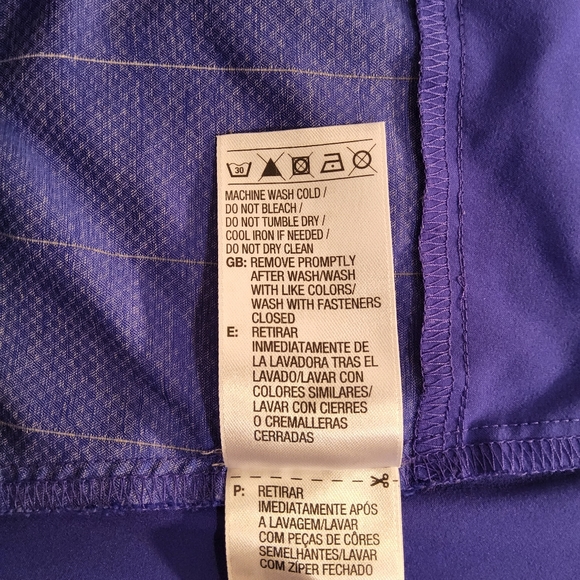 30
MACHINE WASH COLD /
DO NOT BLEACH /
DO NOT TUMBLE DRY /
COOL IRON IF NEEDED /
DO NOT DRY CLEAN
GB: REMOVE PROMPTLY
AFTER WASH/WASH
WITH LIKE COLORS/
WASH WITH FASTENERS
CLOSED
E: RETIRAR
INMEDIATAMENTE DE
LA LAVADORA TRAS EL
LAVADO/LAVAR CON
COLORES SIMILARES/
LAVAR CON CIERRES
O CREMALLERAS
CERRADAS
P: RETIRAR
IMEDIATAMENTE APÓS
A LAVAGEM/LAVAR
COM PEÇAS DE CÔRES
SEMELHANTES/LAVAR
COM ZÍPER FECHADO